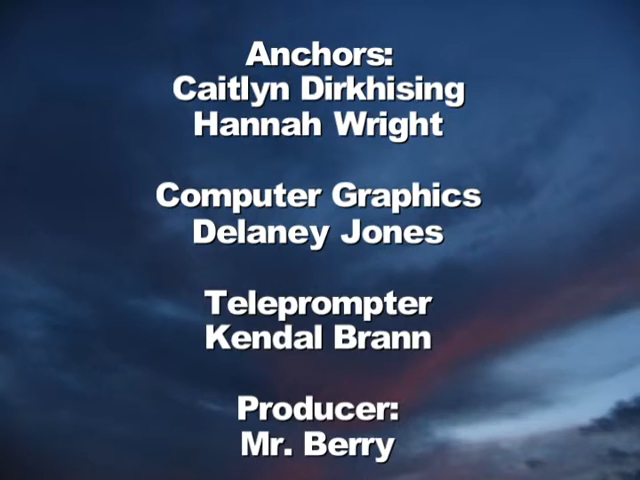 Anchors:
Caitlyn Dirkhising
Hannah Wright
Computer Graphics
Delaney Jones
Teleprompter
Kendal Brann
Producer:
Mr. Berry